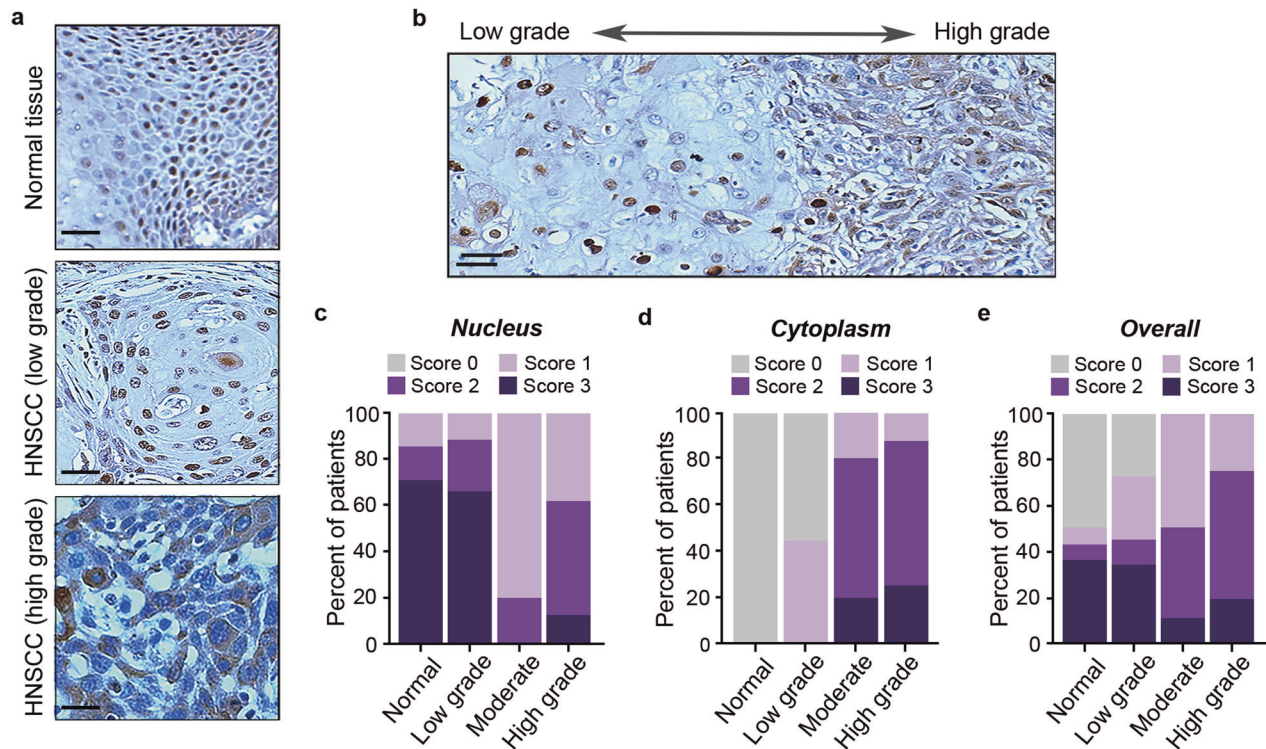 a
Normal tissue
HNSCC (low grade)
HNSCC (high grade)
b
Low grade
High grade
c
Nucleus
Score 0
Score 1
Score 2
Score 3
Percent of patients
100
80
60
40
20
0
Normal
Low grade
Moderate
High grade
d
Cytoplasm
Score 0
Score 1
Score 2
Score 3
Percent of patients
100
80
60
40
20
0
Normal
Low grade
Moderate
High grade
e
Overall
Score 0
Score 1
Score 2
Score 3
Percent of patients
100
80
60
40
20
0
Normal
Low grade
Moderate
High grade